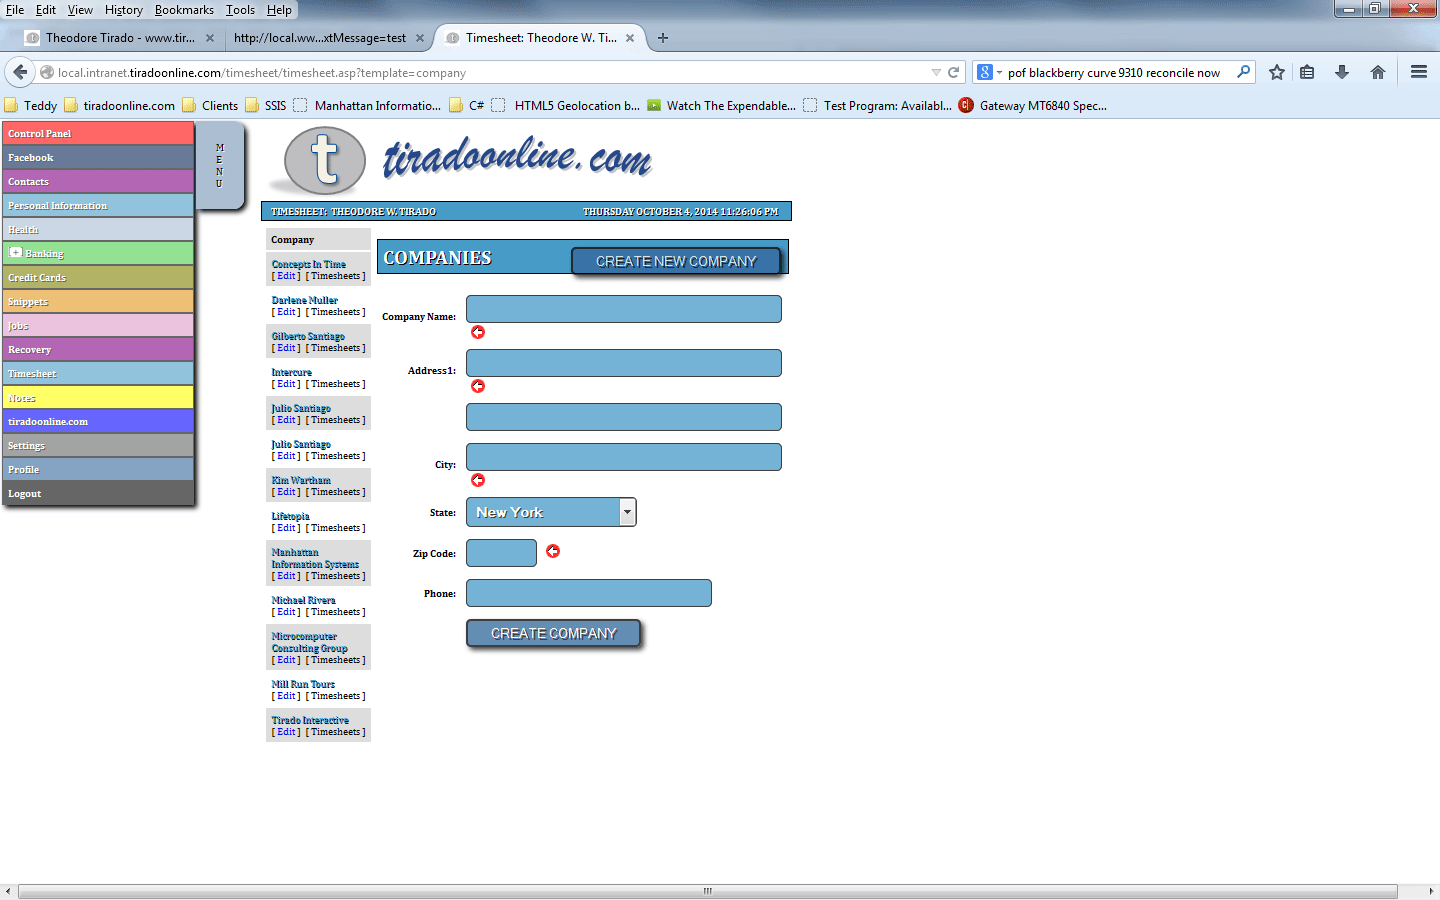 File Edit View History Bookmarks Tools Help
Theodore Tirado - www.tir...
http://local.ww...xtMessage=test
Timesheet: Theodore W. Ti...
local.intranet.tiradoonline.com/timesheet/timesheet.asp?template=company
pof blackberry curve 9310 reconcile now
Teddy tiradoonline.com Clients SSIS Manhattan Informatio... C# HTML5 Geolocation b... Watch The Expendable... Test Program: Availabl... Gateway MT6840 Spec...
Control Panel
Facebook
Contacts
Personal Information
Health
Banking
Credit Cards
Snippets
Jobs
Recovery
Timesheet
Notes
tiradoonline.com
Settings
Profile
Logout
M
E
N
U
t
tiradoonline.com
TIMESHEET: THEODORE W. TIRADO
THURSDAY OCTOBER 4, 2014 11:26:06 PM
Company
Concepts In Time
[ Edit ] [ Timesheets ]
Darlene Muller
[ Edit ] [ Timesheets ]
Gilberto Santiago
[ Edit ] [ Timesheets ]
Intercure
[ Edit ] [ Timesheets ]
Julio Santiago
[ Edit ] [ Timesheets ]
Julio Santiago
[ Edit ] [ Timesheets ]
Kim Wartham
[ Edit ] [ Timesheets ]
Lifetopia
[ Edit ] [ Timesheets ]
Manhattan
Information Systems
[ Edit ] [ Timesheets ]
Michael Rivera
[ Edit ] [ Timesheets ]
Microcomputer
Consulting Group
[ Edit ] [ Timesheets ]
Mill Run Tours
[ Edit ] [ Timesheets ]
Tirado Interactive
[ Edit ] [ Timesheets ]
COMPANIES
CREATE NEW COMPANY
Company Name:
Address1:
City:
State:
New York
Zip Code:
Phone:
CREATE COMPANY